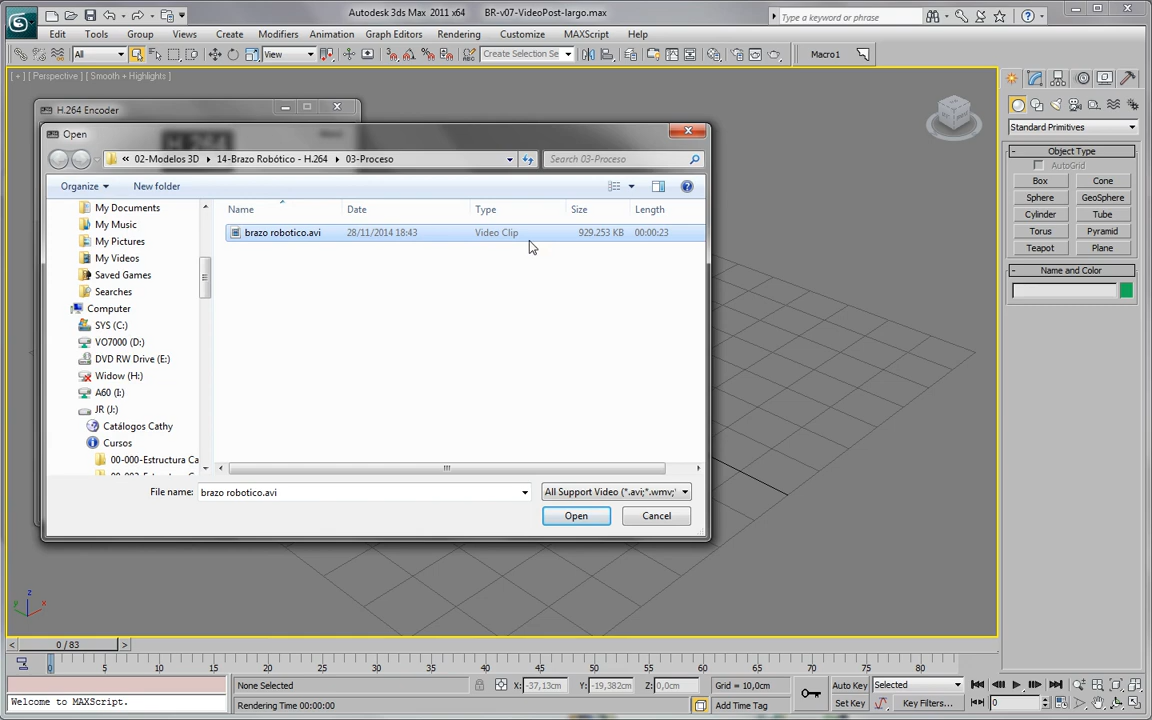 Autodesk 3ds Max 2011 x64 BR-v07-VideoPost-largo.max
Type a keyword or phrase
Edit Tools Group Views Create Modifiers Animation Graph Editors Rendering Customize MAXScript Help
All View Create Selection Se Macro1
[ + ] [ Perspective ] [ Smooth + Highlights ]
H.264 Encoder
Open
« 02-Modelos 3D 14-Brazo Robótico - H.264 03-Proceso
Search 03-Proceso
Organize New folder
Name Date Type Size Length
brazo robotico.avi 28/11/2014 18:43 Video Clip 929.253 KB 00:00:23
My Documents
My Music
My Pictures
My Videos
Saved Games
Searches
Computer
SYS (C:)
VO7000 (D:)
DVD RW Drive (E:)
Widow (H:)
A60 (I:)
JR (J:)
Catálogos Cathy
Cursos
00-000-Estructura Ca
File name: brazo robotico.avi
All Support Video (*.avi;*.wmv;
Open Cancel
Standard Primitives
- Object Type
AutoGrid
Box Cone
Sphere GeoSphere
Cylinder Tube
Torus Pyramid
Teapot Plane
- Name and Color
z
y x
< 0 / 83 >
0 5 10 15 20 25 30 35 40 45 50 55 60 65 70 75 80
None Selected X: -37,13cm Y: -19,382cm Z: 0,0cm Grid = 10,0cm Auto Key Selected
Welcome to MAXScript. Rendering Time 00:00:00 Add Time Tag Set Key Key Filters... 0